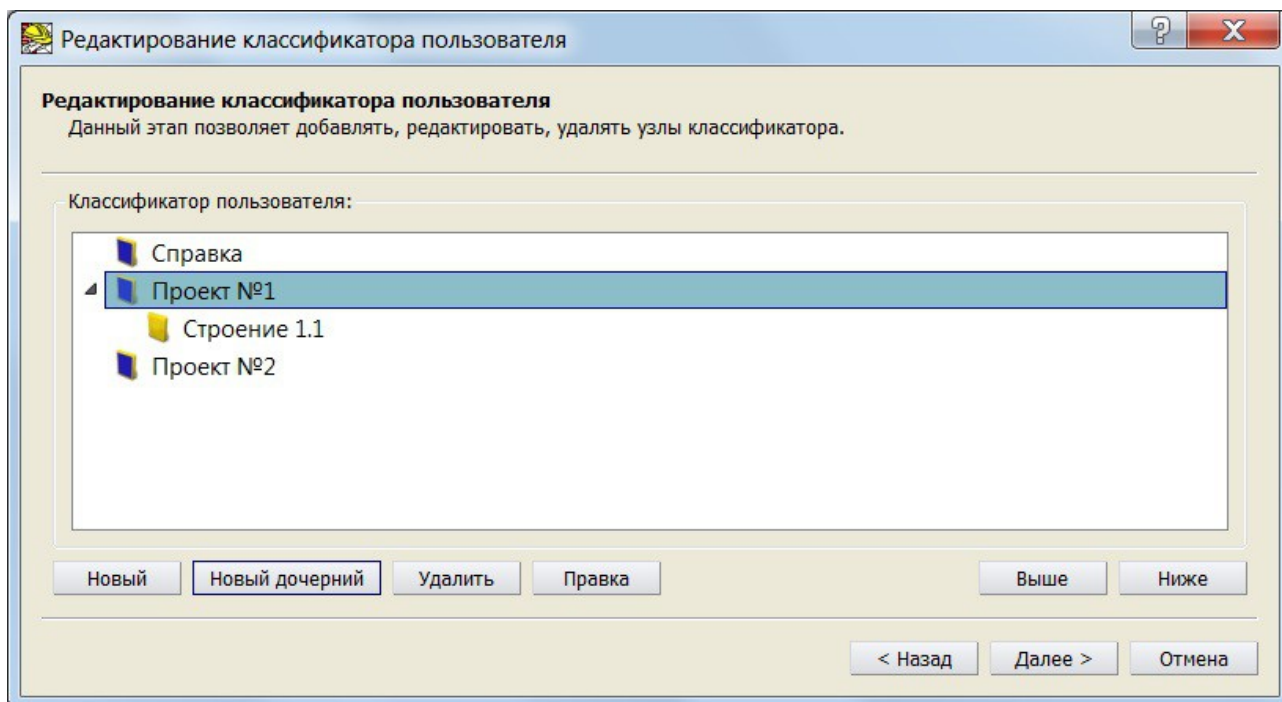 Редактирование классификатора пользователя
Редактирование классификатора пользователя
Данный этап позволяет добавлять, редактировать, удалять узлы классификатора.
Классификатор пользователя:
Справка
Проект №1
Строение 1.1
Проект №2
Новый Новый дочерний Удалить Правка Выше Ниже
< Назад Далее > Отмена